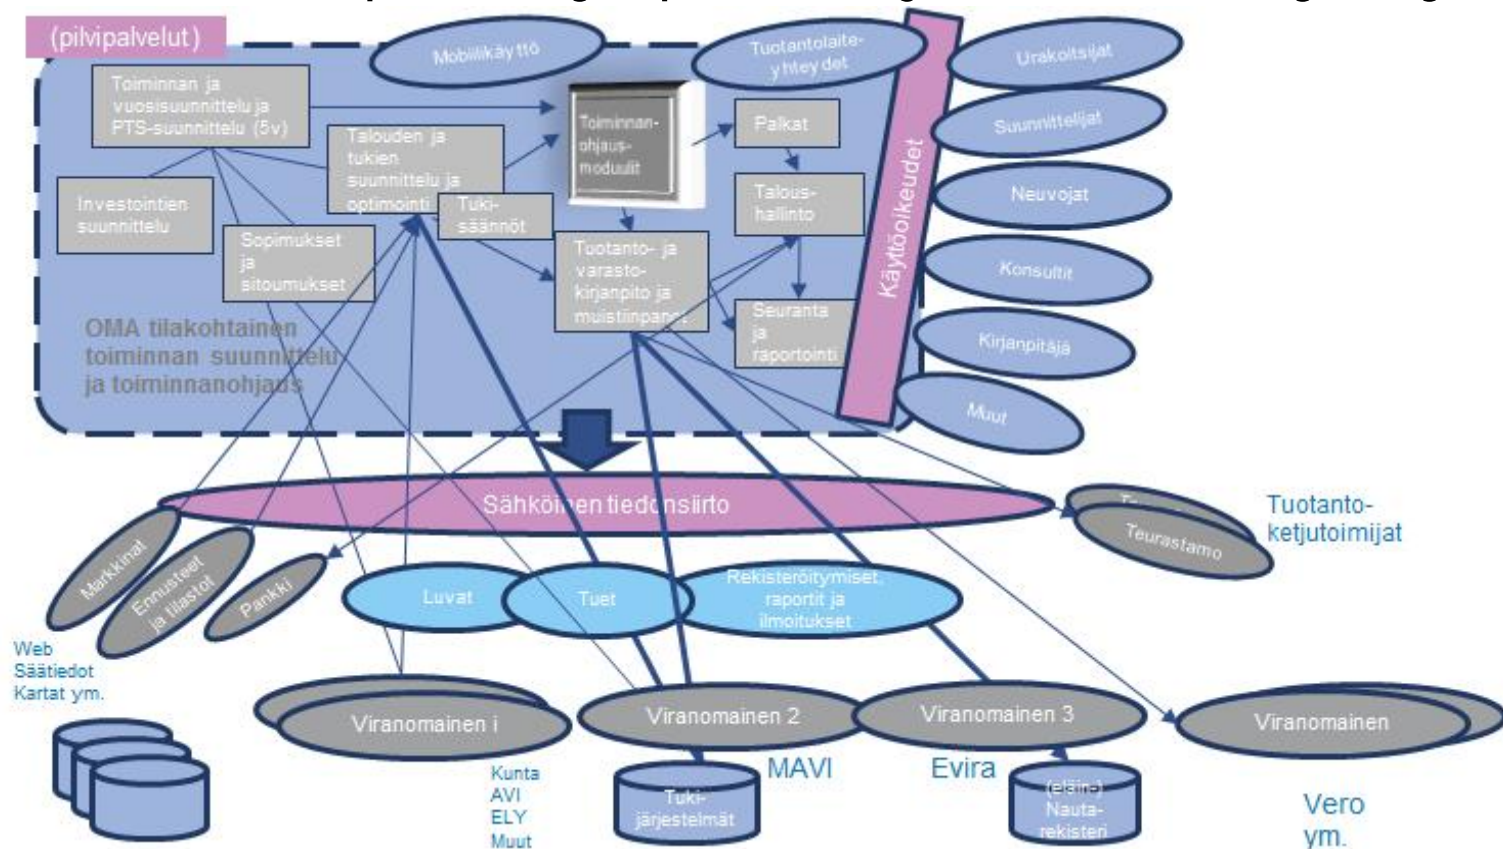 (pilvipalvelut)
Mobiilikäyttö
Tuotantolaite-
yhteydet
Urakoitsijat
Toiminnan ja
vuosisuunnittelu ja
PTS-suunnittelu (5v)
Talouden ja
tukien
suunnittelu ja
optimointi
Toiminnan-
ohjaus-
moduulit
Palkat
Suunnittelijat
Investointien
suunnittelu
Tuki-
säännöt
Talous-
hallinto
Käyttöoikeudet
Neuvojat
Sopimukset
ja
sitoumukset
Tuotanto- ja
varasto-
kirjanpito ja
muistiinpanot
Konsultit
Seuranta
ja
raportointi
Kirjanpitäjä
OMA tilakohtainen
toiminnan suunnittelu
ja toiminnanohjaus
Muut
Sähköinen tiedonsiirto
Teurastamo
Tuotanto-
ketjutoimijat
Markkinat
Ennusteet
ja tilastot
Pankki
Luvat
Tuet
Rekisteröitymiset,
raportit ja
ilmoitukset
Web
Säätiedot
Kartat ym.
Viranomainen i
Viranomainen 2
Viranomainen 3
Viranomainen
Kunta
AVI
ELY
Muut
MAVI
Evira
Tuki-
järjestelmät
(eläin-)
Nauta-
rekisteri
Vero
ym.